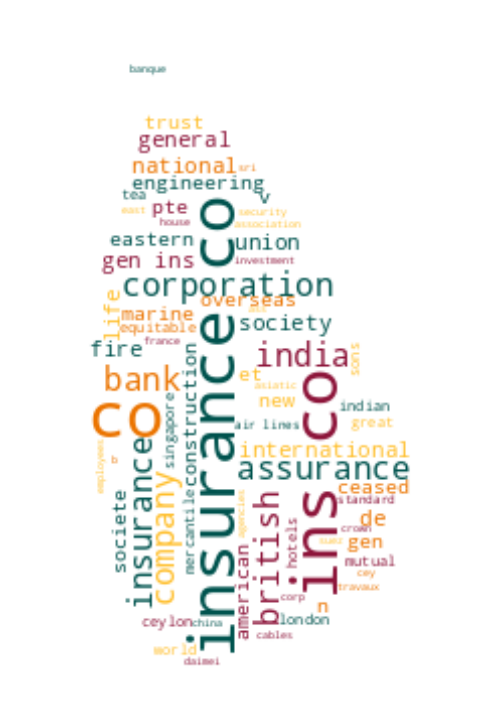 banque
trust
general
national sri
engineering
tea v
east pte security
house association
eastern union
gen ins investment
corporation
insurance co
overseas
life
marine
equitable society
fire france
india
sons
bank et
asiatic
co new
ins co
indian
singapore
construction
air lines great
insurance
international
assurance
employees
company
ceased
standard
societe
mercantile
agencies
british
hotels
crown
de
suez gen
american
mutual
cey
travaux
corp
n
ceylon china london
cables
world
daimei